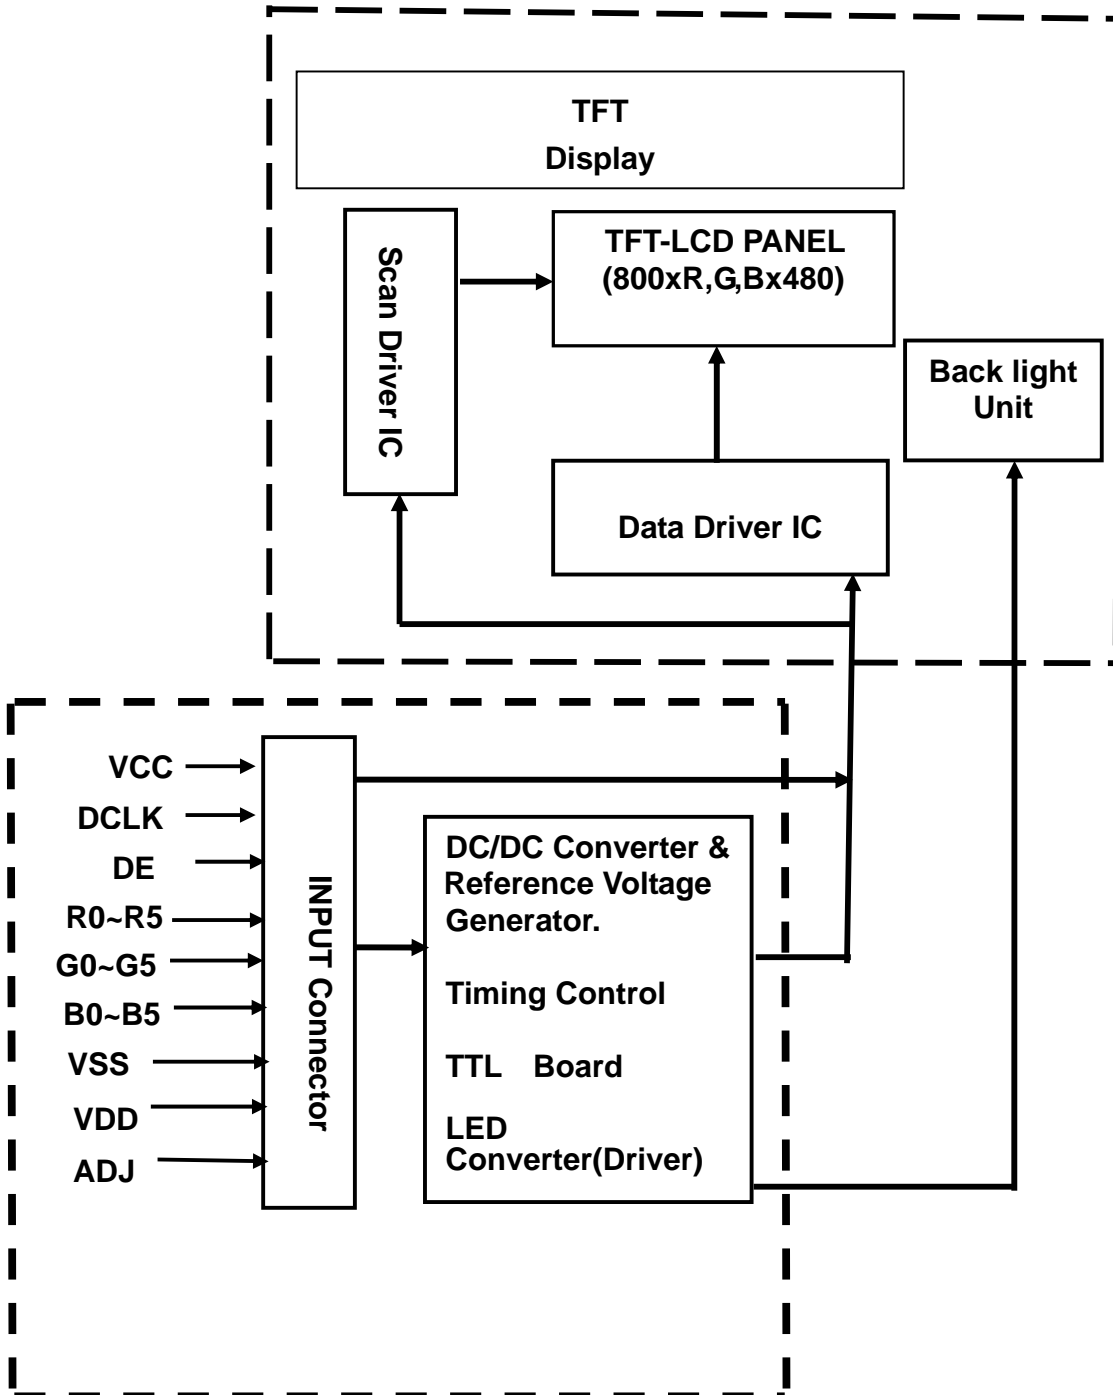 TFT
Display
TFT-LCD PANEL
(800xR,G,Bx480)
Scan Driver IC
Back light
Unit
Data Driver IC
VCC
DCLK
DE
R0~R5
G0~G5
B0~B5
VSS
VDD
ADJ
INPUT Connector
DC/DC Converter &
Reference Voltage
Generator.
Timing Control
TTL Board
LED
Converter(Driver)